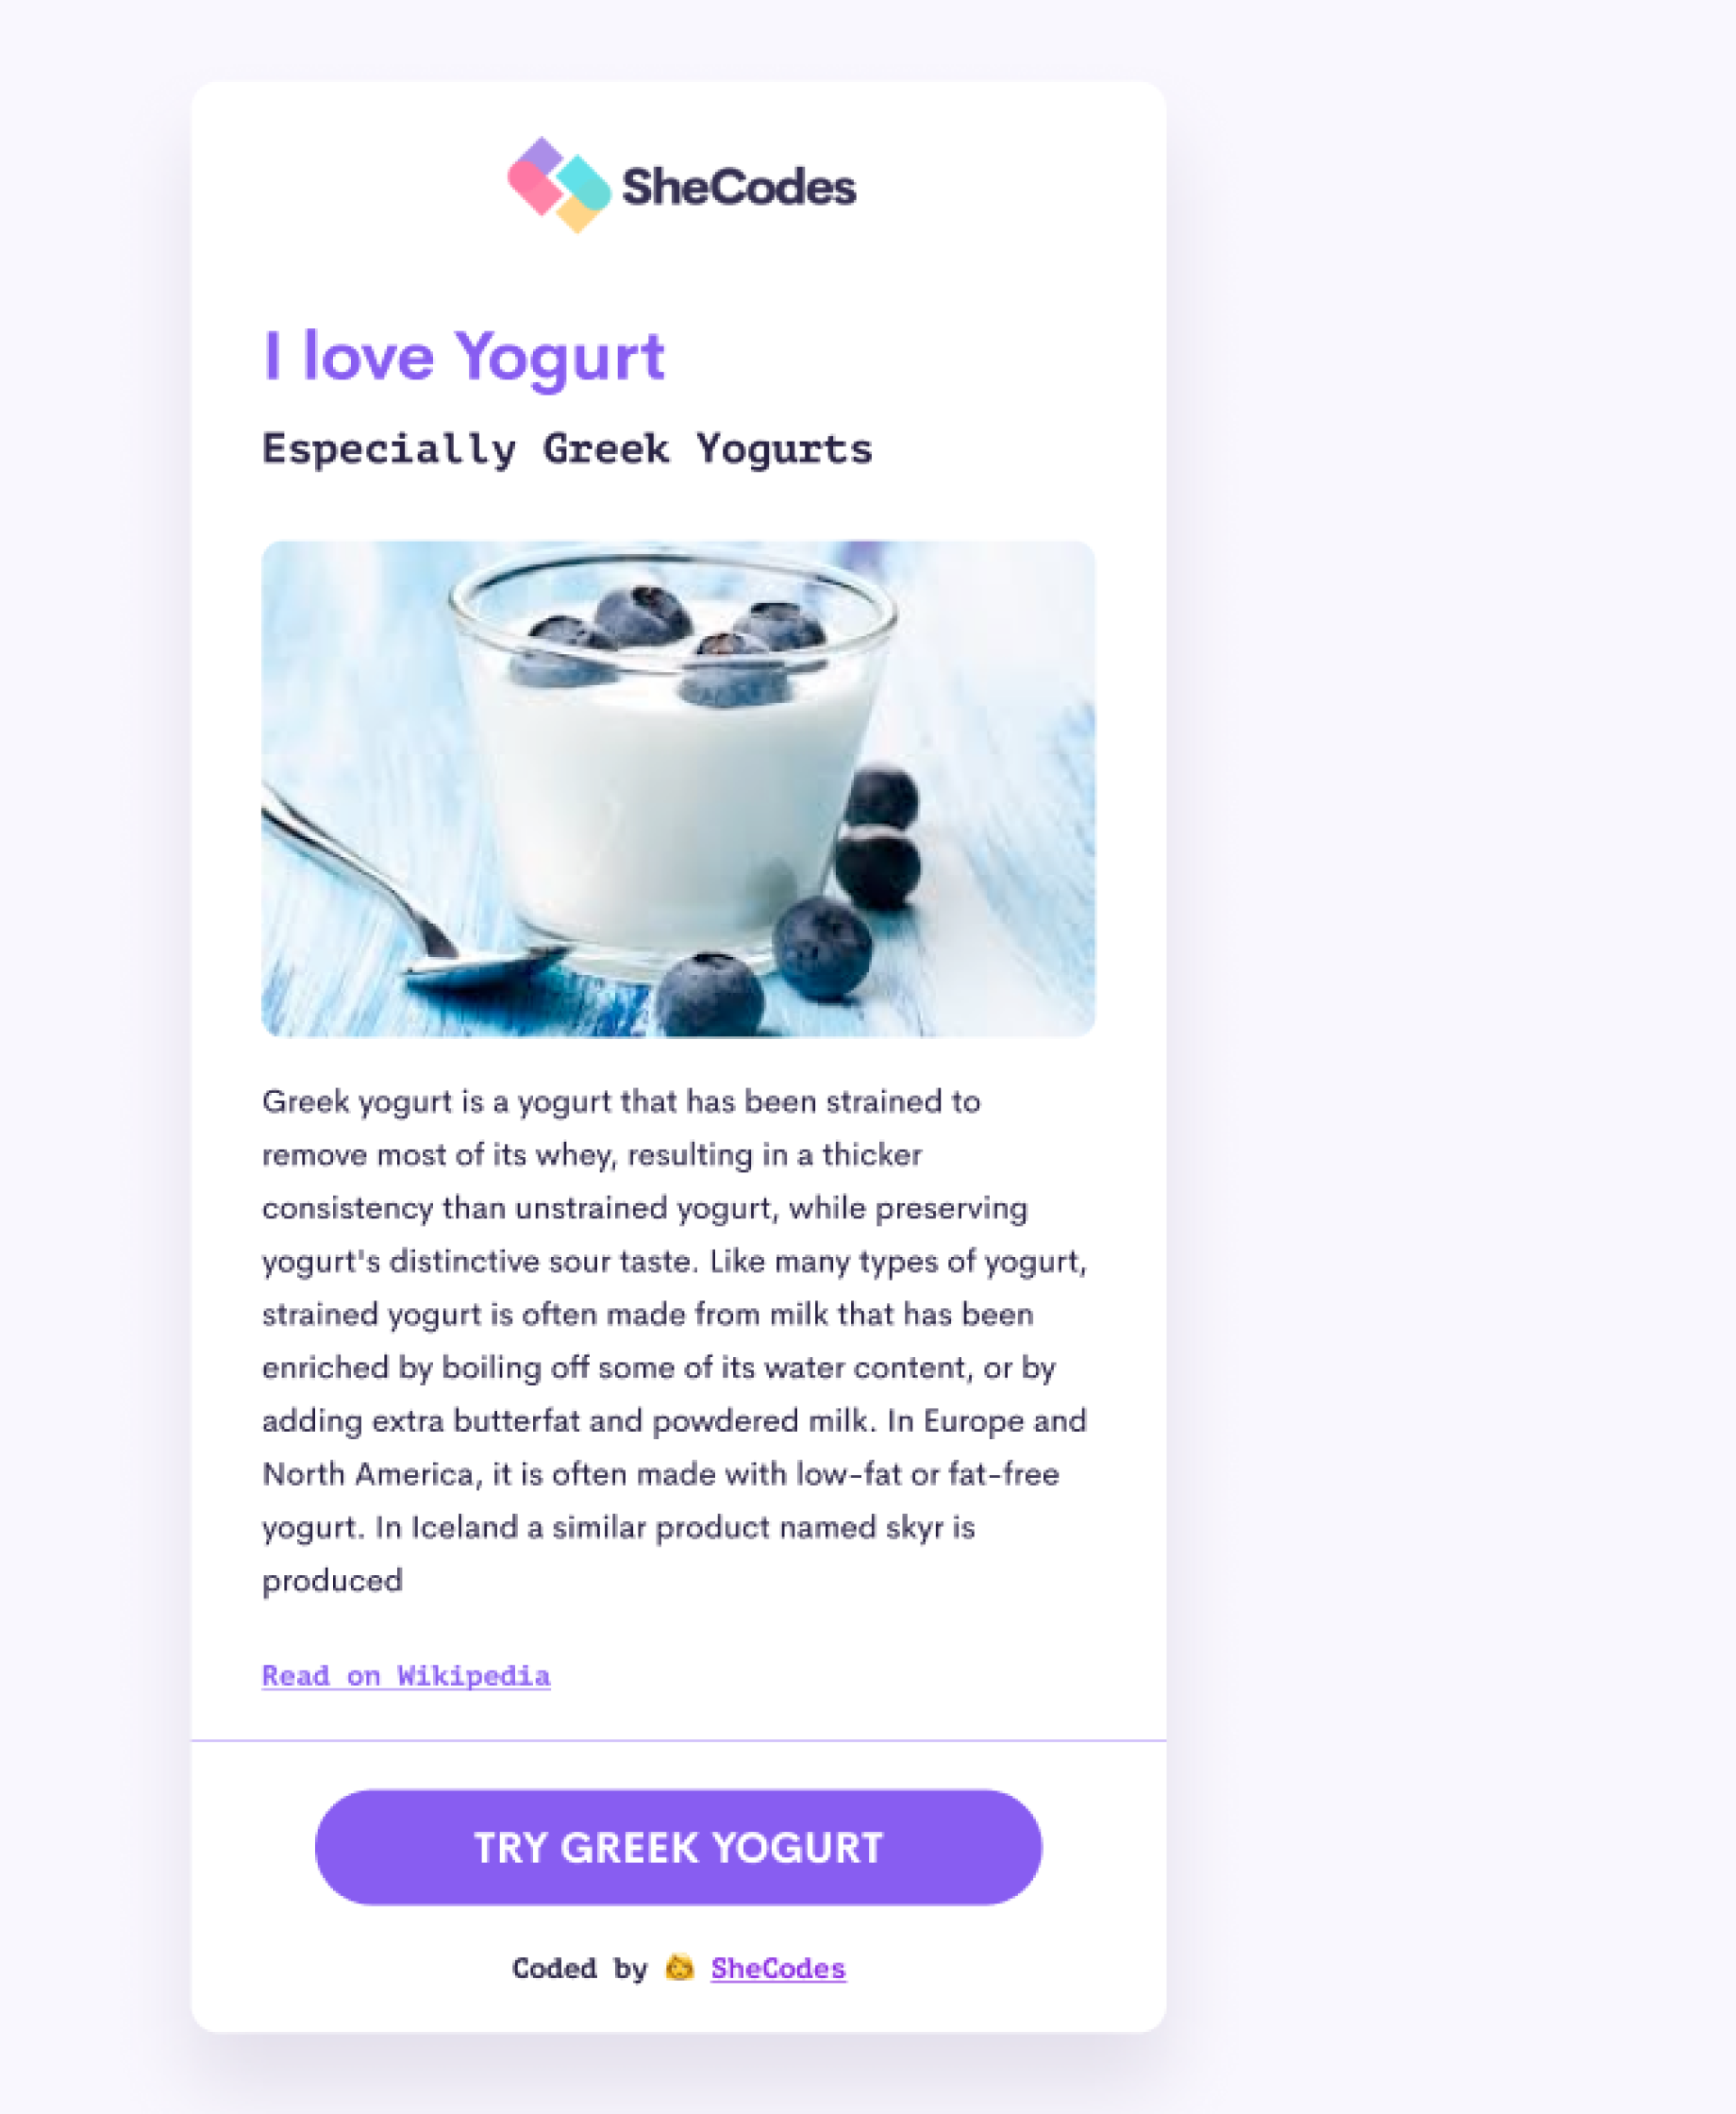 SheCodes
I love Yogurt
Especially Greek Yogurts
Greek yogurt is a yogurt that has been strained to
remove most of its whey, resulting in a thicker
consistency than unstrained yogurt, while preserving
yogurt's distinctive sour taste. Like many types of yogurt,
strained yogurt is often made from milk that has been
enriched by boiling off some of its water content, or by
adding extra butterfat and powdered milk. In Europe and
North America, it is often made with low-fat or fat-free
yogurt. In Iceland a similar product named skyr is
produced
Read on Wikipedia
TRY GREEK YOGURT
Coded by 👩 SheCodes